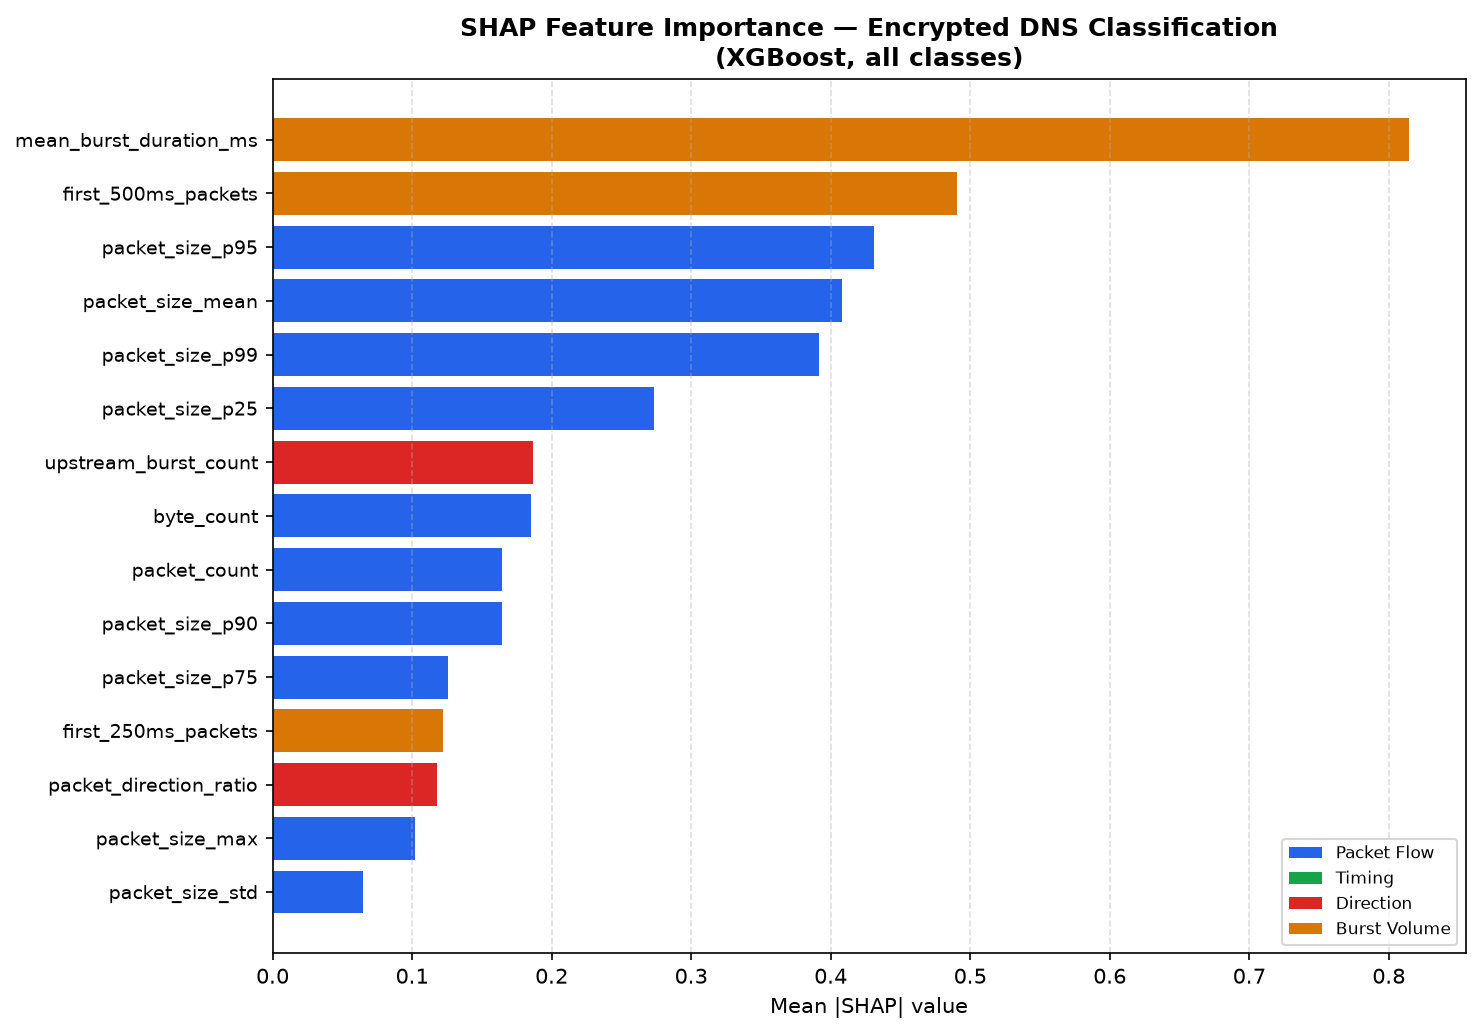 SHAP Feature Importance — Encrypted DNS Classification
(XGBoost, all classes)
mean_burst_duration_ms
first_500ms_packets
packet_size_p95
packet_size_mean
packet_size_p99
packet_size_p25
upstream_burst_count
byte_count
packet_count
packet_size_p90
packet_size_p75
first_250ms_packets
packet_direction_ratio
packet_size_max
packet_size_std
Packet Flow
Timing
Direction
Burst Volume
0.0 0.1 0.2 0.3 0.4 0.5 0.6 0.7 0.8
Mean |SHAP| value